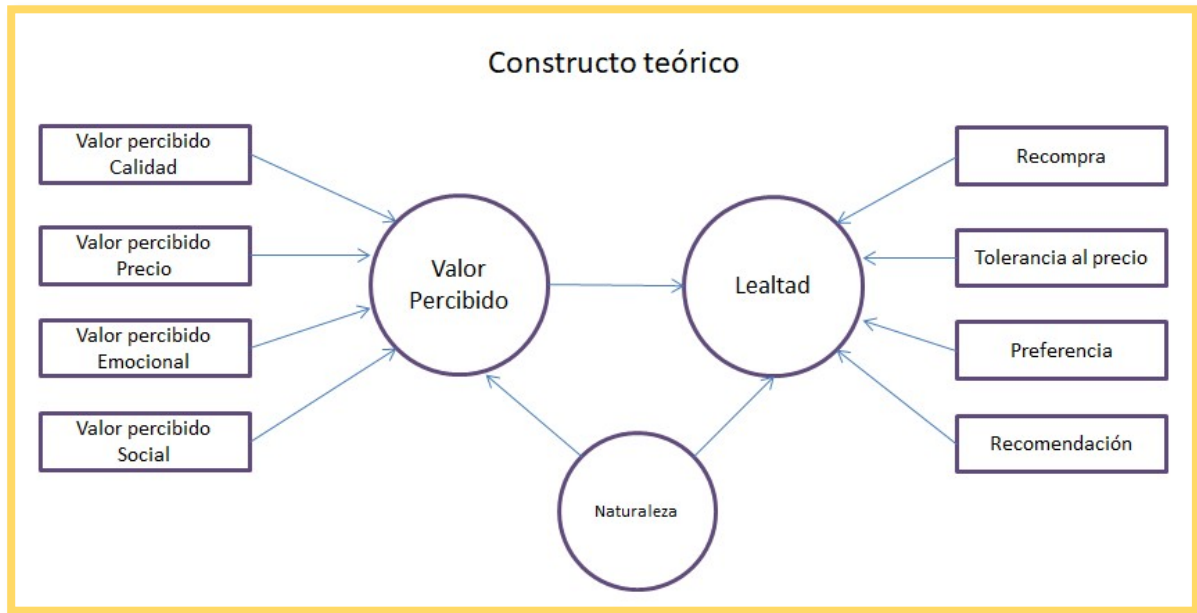 Constructo teórico
Valor percibido
Calidad
Valor percibido
Precio
Valor percibido
Emocional
Valor percibido
Social
Valor
Percibido
Lealtad
Naturaleza
Recompra
Tolerancia al precio
Preferencia
Recomendación